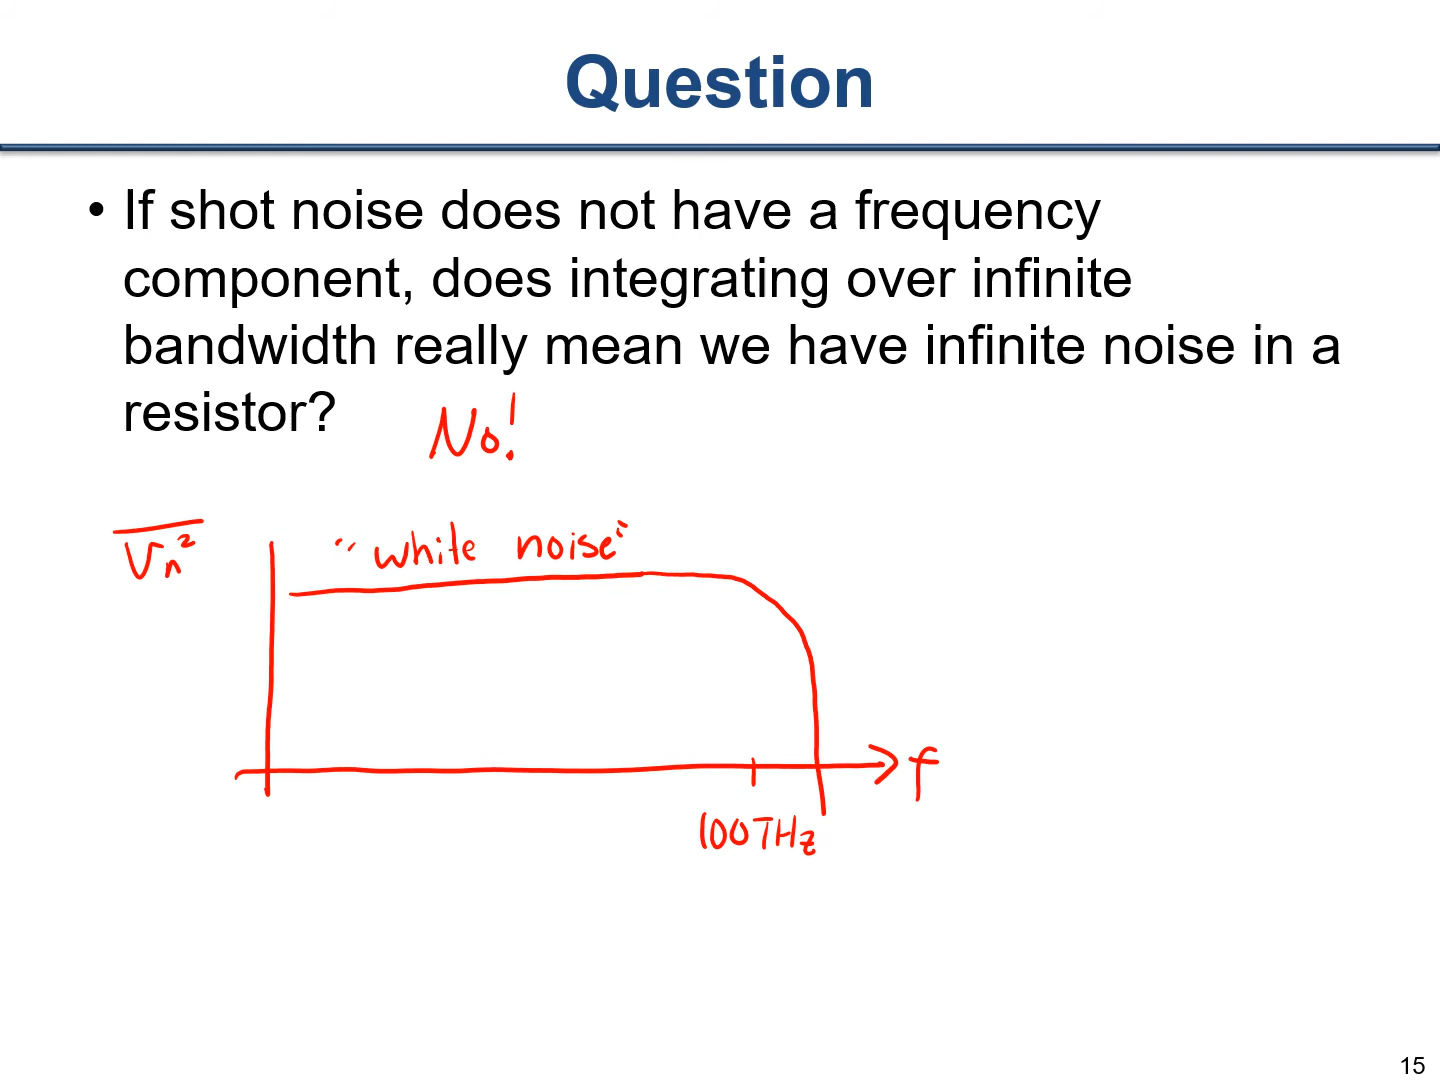 Question
• If shot noise does not have a frequency
component, does integrating over infinite
bandwidth really mean we have infinite noise in a
resistor?
No!
Vn²
"white noise"
f
100THz
15